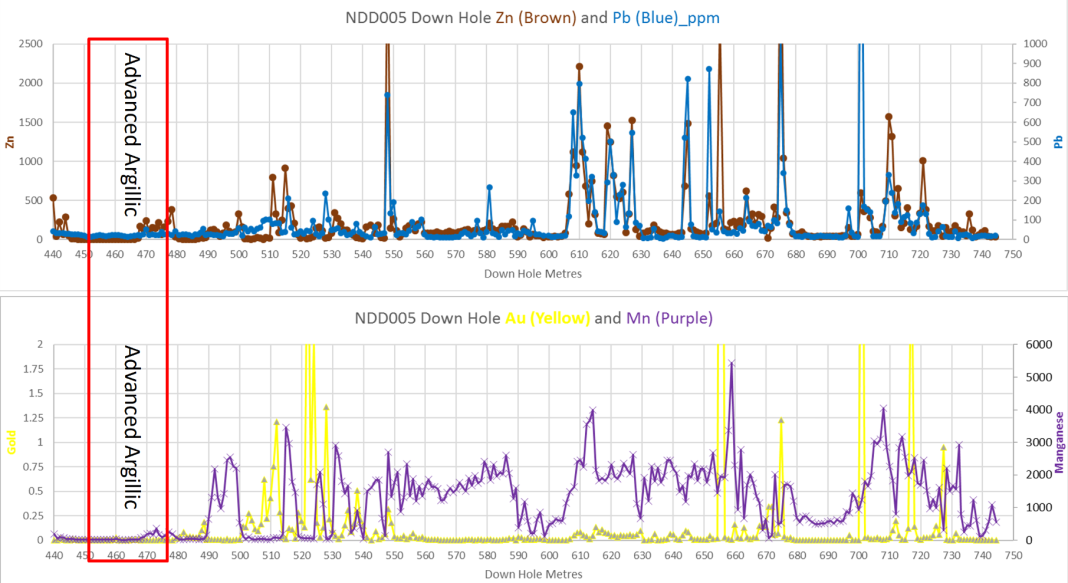 NDD005 Down Hole Zn (Brown) and Pb (Blue)_ppm
2500 1000
900
2000 800
700
1500 600
500
1000 400
300
500 200
100
0 0
Zn
Pb
Advanced Argillic
440 450 460 470 480 490 500 510 520 530 540 550 560 570 580 590 600 610 620 630 640 650 660 670 680 690 700 710 720 730 740 750
Down Hole Metres
NDD005 Down Hole Au (Yellow) and Mn (Purple)
2 6000
1.75
5000
1.5
4000
1.25
1 3000
0.75
2000
0.5
1000
0.25
0 0
Gold
Manganese
Advanced Argillic
440 450 460 470 480 490 500 510 520 530 540 550 560 570 580 590 600 610 620 630 640 650 660 670 680 690 700 710 720 730 740 750
Down Hole Metres